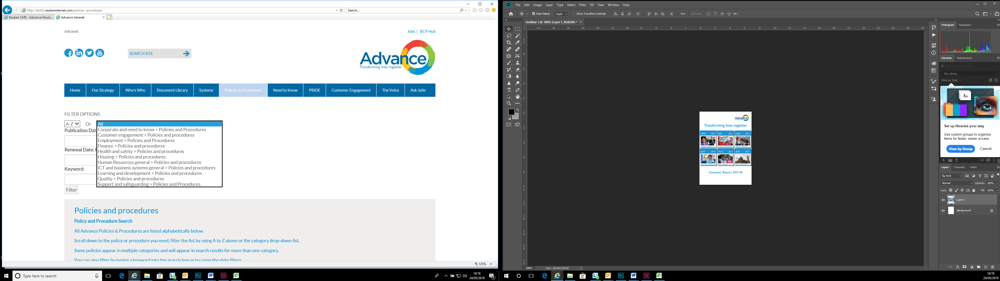 http://test52.reubeninternet.com/policies--procedures
Search...
Reuben CMS - Advance Housi...
Advance Intranet
Intranet
Jobs | BCP Hub
SEARCH SITE
Advance
Transforming lives together
Home
Our Strategy
Who's Who
Document Library
Systems
Policies & Procedures
Need to Know
PRIDE
Customer Engagement
The Voice
Ask Julie
FILTER OPTIONS
A-Z Or All
Corporate and need to know > Policies and Procedures
Publication Dat
Customer engagement > Policies and procedures
Employment > Policies and Procedures
Finance > Policies and procedures
Renewal Date:
Health and safety > Policies and procedures
Housing > Policies and procedures
Human Resources general > Policies and procedures
Keyword:
ICT and business systems general > Policies and procedures
Learning and development > Policies and procedures
Quality > Policies and procedures
Support and safeguarding > Policies and Procedures
Filter
Policies and procedures
Policy and Procedure Search
All Advance Policies & Procedures are listed alphabetically below.
Scroll down to the policy or procedure you need, filter the list by using A to Z above or the category drop-down list.
Some policies appear in multiple categories and will appear in search results for more than one category.
You can also filter by typing a keyword into the search box or by using the date filters
125%
Type here to search
16:18
24/05/2019
Ps File Edit Image Layer Type Select Filter 3D View Window Help
Auto-Select: Layer Show Transform Controls 3D Mode:
Untitled-1 @ 100% (Layer 1, RGB/8#) *
Advance
Transforming lives together
APRIL 2017 MAY 2017 JUNE 2017
JULY 2017 AUG 2017 SEPT 2017
Customer Report 2017-18
100% Doc: 164.6K/219.5K
Histogram Navigator
Libraries Adjustments
Search Current Library
My Library
View by Type
Aa
Set up libraries your way
Use custom groups to organize
items for faster, easier access.
View by Group Cancel
-- KB
Layers Channels Paths
Kind
Normal Opacity: 100%
Lock: Fill: 100%
Layer 1
Background
16:18
24/05/2019